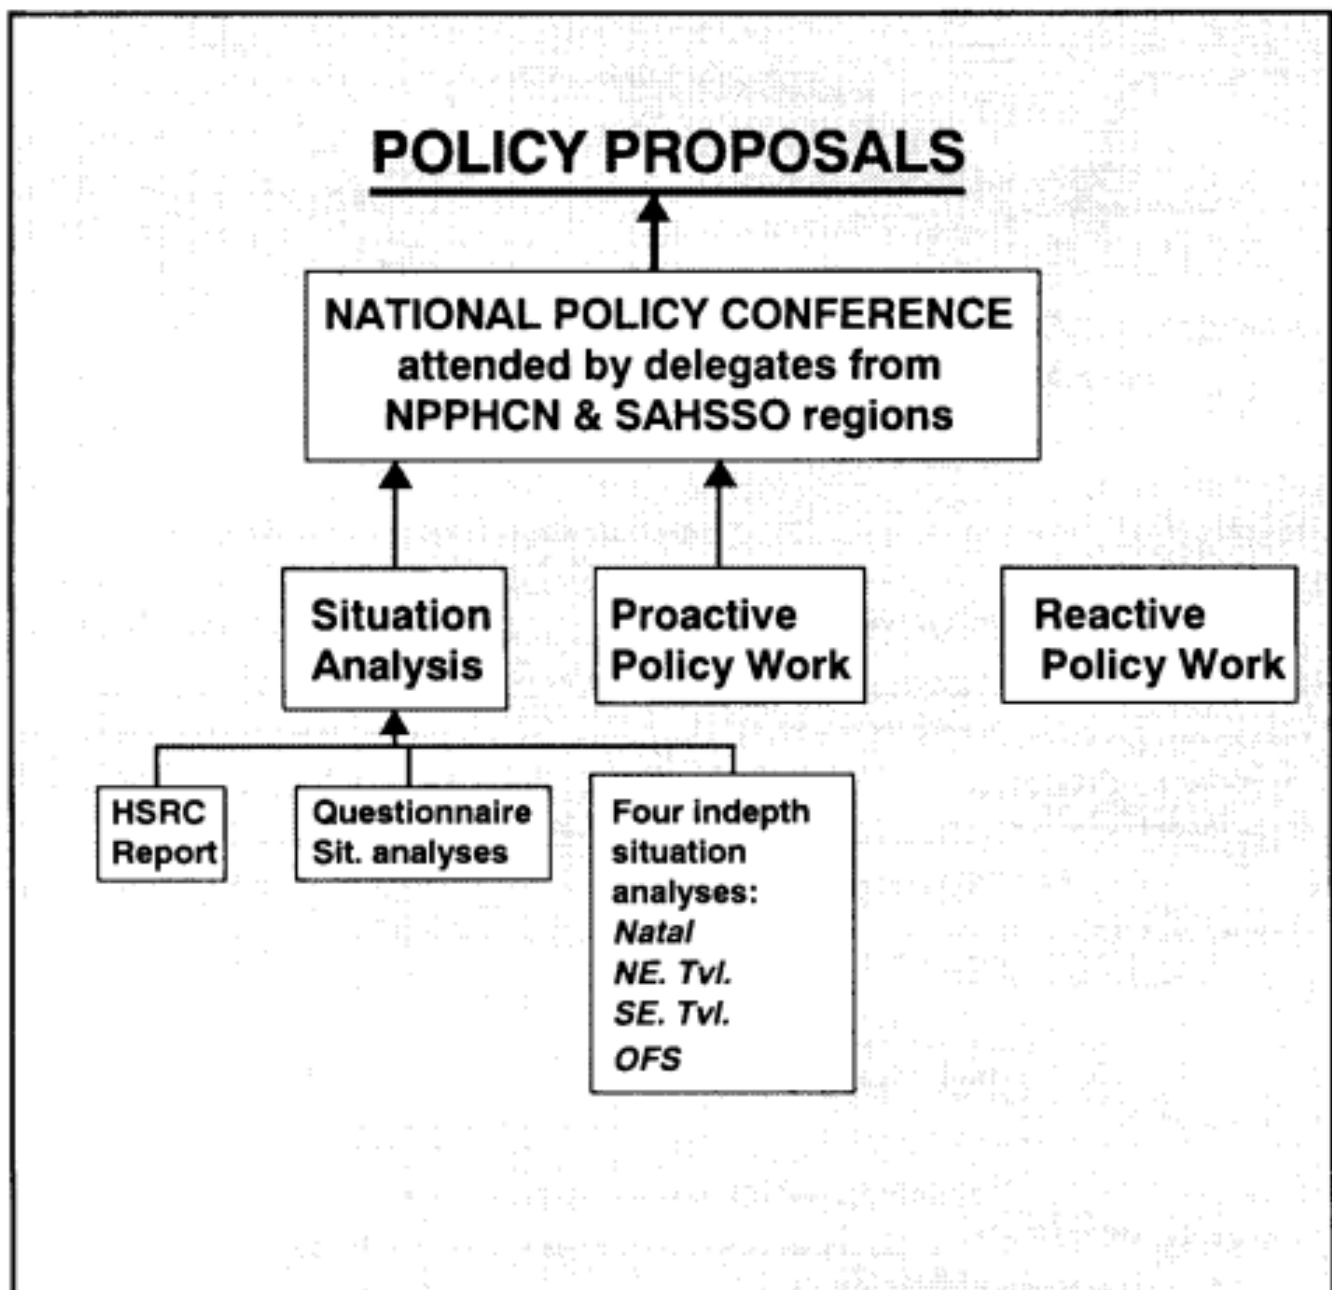 POLICY PROPOSALS
NATIONAL POLICY CONFERENCE
attended by delegates from
NPPHCN & SAHSSO regions
Situation
Analysis
Proactive
Policy Work
Reactive
Policy Work
HSRC
Report
Questionnaire
Sit. analyses
Four indepth
situation
analyses:
Natal
NE. Tvl.
SE. Tvl.
OFS